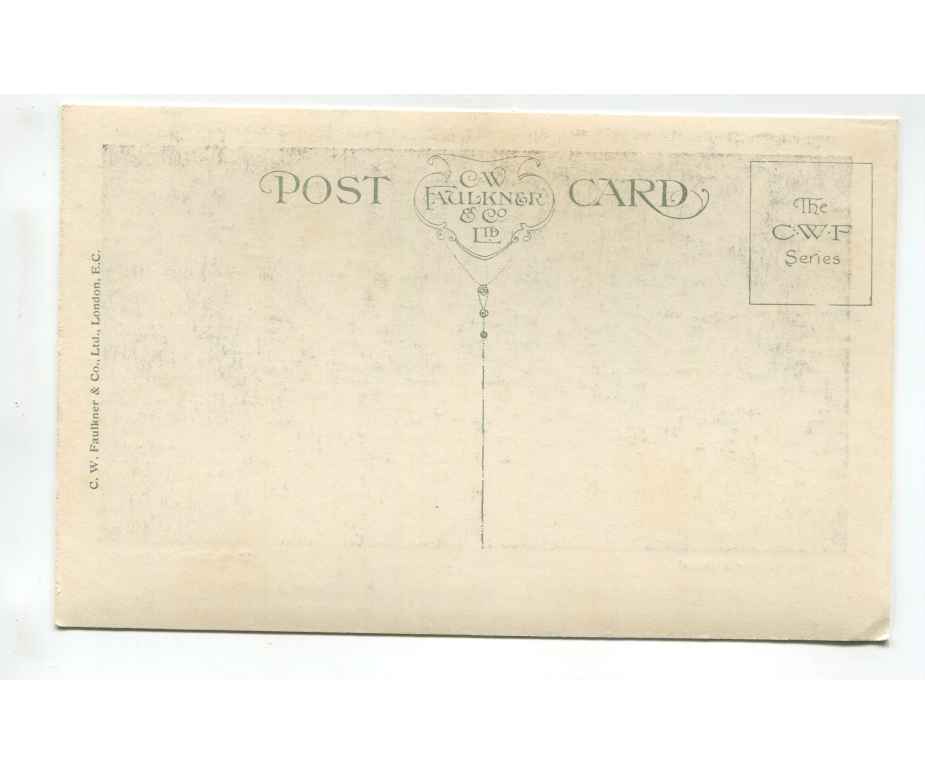 POST
C.W.
FAULKNER
& Co
LTD
CARD
The
C·W·F
Series
C. W. Faulkner & Co., Ltd., London, E.C.